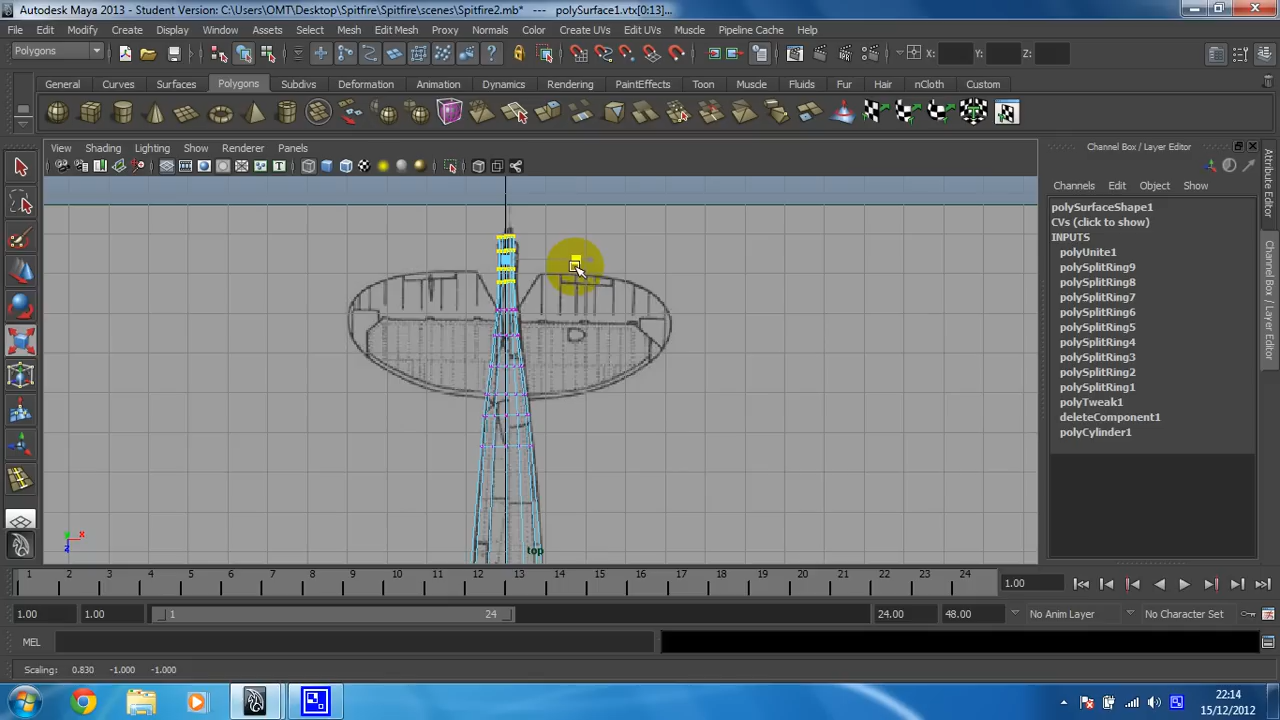 Autodesk Maya 2013 - Student Version: C:\Users\OMT\Desktop\Spitfire\Spitfire\scenes\Spitfire2.mb* --- polySurface1.vtx[0:13]...
File Edit Modify Create Display Window Assets Select Mesh Edit Mesh Proxy Normals Color Create UVs Edit UVs Muscle Pipeline Cache Help
Polygons X: Y: Z:
General Curves Surfaces Polygons Subdivs Deformation Animation Dynamics Rendering PaintEffects Toon Muscle Fluids Fur Hair nCloth Custom
View Shading Lighting Show Renderer Panels
Channel Box / Layer Editor
Channels Edit Object Show
polySurfaceShape1
CVs (click to show)
INPUTS
polyUnite1
polySplitRing9
polySplitRing8
polySplitRing7
polySplitRing6
polySplitRing5
polySplitRing4
polySplitRing3
polySplitRing2
polySplitRing1
polyTweak1
deleteComponent1
polyCylinder1
Attribute Editor
Channel Box / Layer Editor
y x
z
top
1 2 3 4 5 6 7 8 9 10 11 12 13 14 15 16 17 18 19 20 21 22 23 24 1.00
1.00 1.00 1 24 24.00 48.00 No Anim Layer No Character Set
MEL
Scaling: 0.830 -1.000 -1.000
22:14
15/12/2012